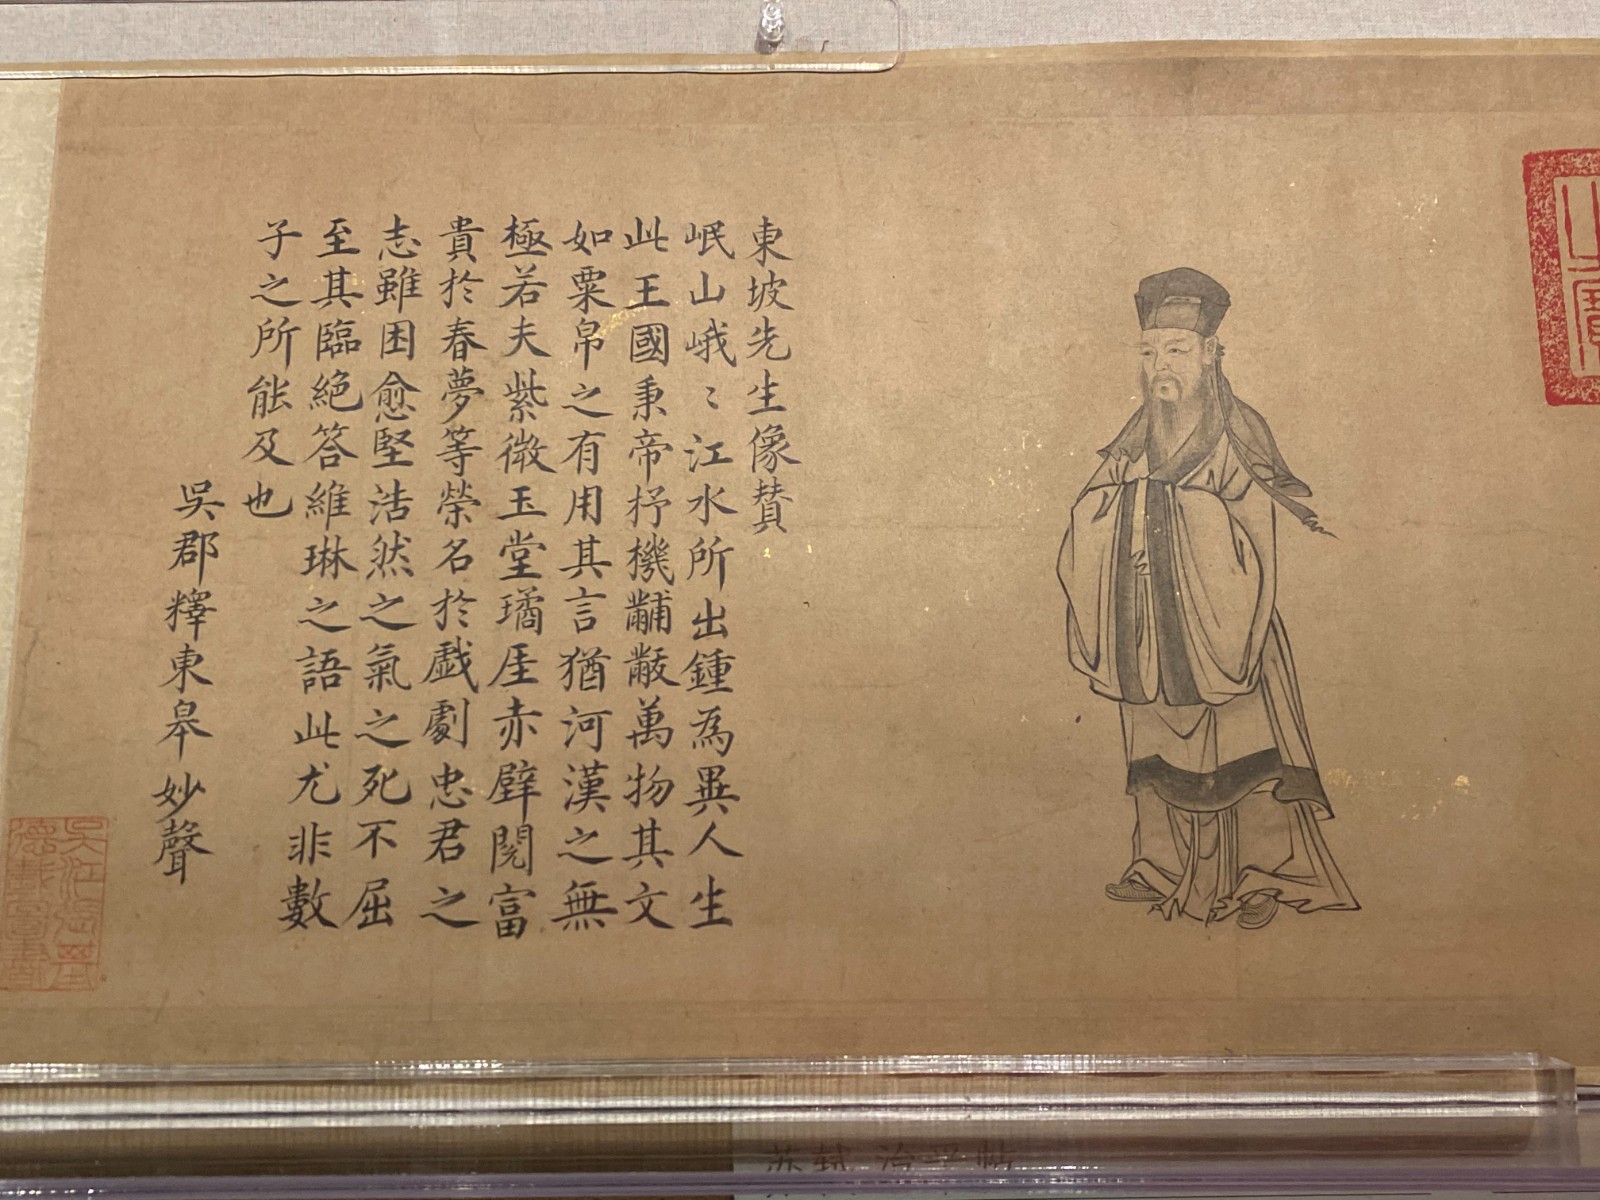 東坡先生像賛
岷山峨〻江水所出鍾為異人生
此王國秉帝杼機黼黻萬物其文
如粟帛之有用其言猶河漢之無
極若夫紫微玉堂瓊厓赤壁閱富
貴於春夢等榮名於戲劇忠君之
志雖困愈堅浩然之氣之死不屈
至其臨絕答維琳之語此尤非數
子之所能及也
吳郡釋東皋妙聲